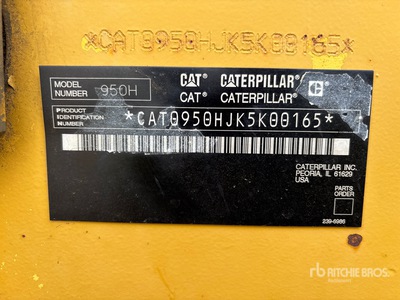 *CAT0950HJK5K00165*
MODEL NUMBER 950H
CAT® CATERPILLAR®
CAT® CATERPILLAR®
PRODUCT IDENTIFICATION NUMBER
*CAT0950HJK5K00165*
CATERPILLAR INC.
PEORIA, IL 61629
USA
PARTS
ORDER
239-6986
rb RITCHIE BROS.